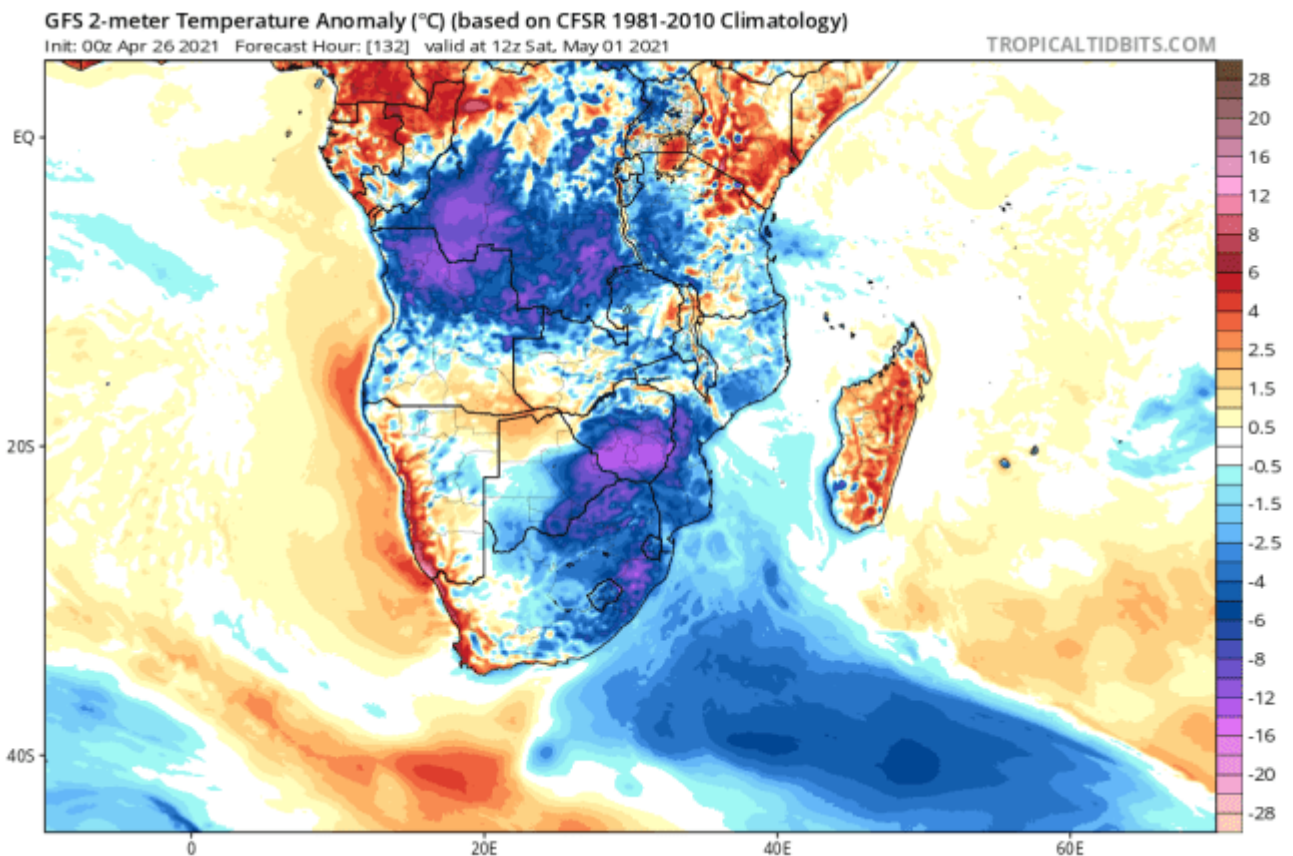 GFS 2-meter Temperature Anomaly (°C) (based on CFSR 1981-2010 Climatology)
Init: 00z Apr 26 2021 Forecast Hour: [132] valid at 12z Sat, May 01 2021
TROPICALTIDBITS.COM
28
20
16
12
8
6
4
2.5
1.5
0.5
-0.5
-1.5
-2.5
-4
-6
-8
-12
-16
-20
-28
EQ
20S
40S
0
20E
40E
60E